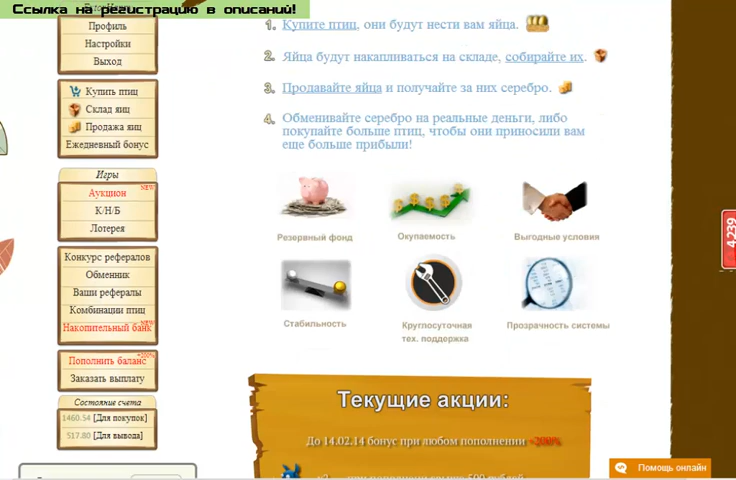 Ссылка на регистрацию в описаний!
Профиль
Настройки
Выход
Купить птиц
Склад яиц
Продажа яиц
Ежедневный бонус
Игры
Аукцион NEW
К/Н/Б
Лотерея
Конкурс рефералов
Обменник
Ваши рефералы
Комбинации птиц
Накопительный банк NEW
Пополнить баланс +200%
Заказать выплату
Состояние счета
1460.54 [Для покупок]
517.80 [Для вывода]
1. Купите птиц, они будут нести вам яйца.
2. Яйца будут накапливаться на складе, собирайте их.
3. Продавайте яйца и получайте за них серебро.
4. Обменивайте серебро на реальные деньги, либо
покупайте больше птиц, чтобы они приносили вам
еще больше прибыли!
Резервный фонд
Окупаемость
Выгодные условия
Стабильность
Круглосуточная
тех. поддержка
Прозрачность системы
Текущие акции:
До 14.02.14 бонус при любом пополнении +200%
4,239
Помощь онлайн